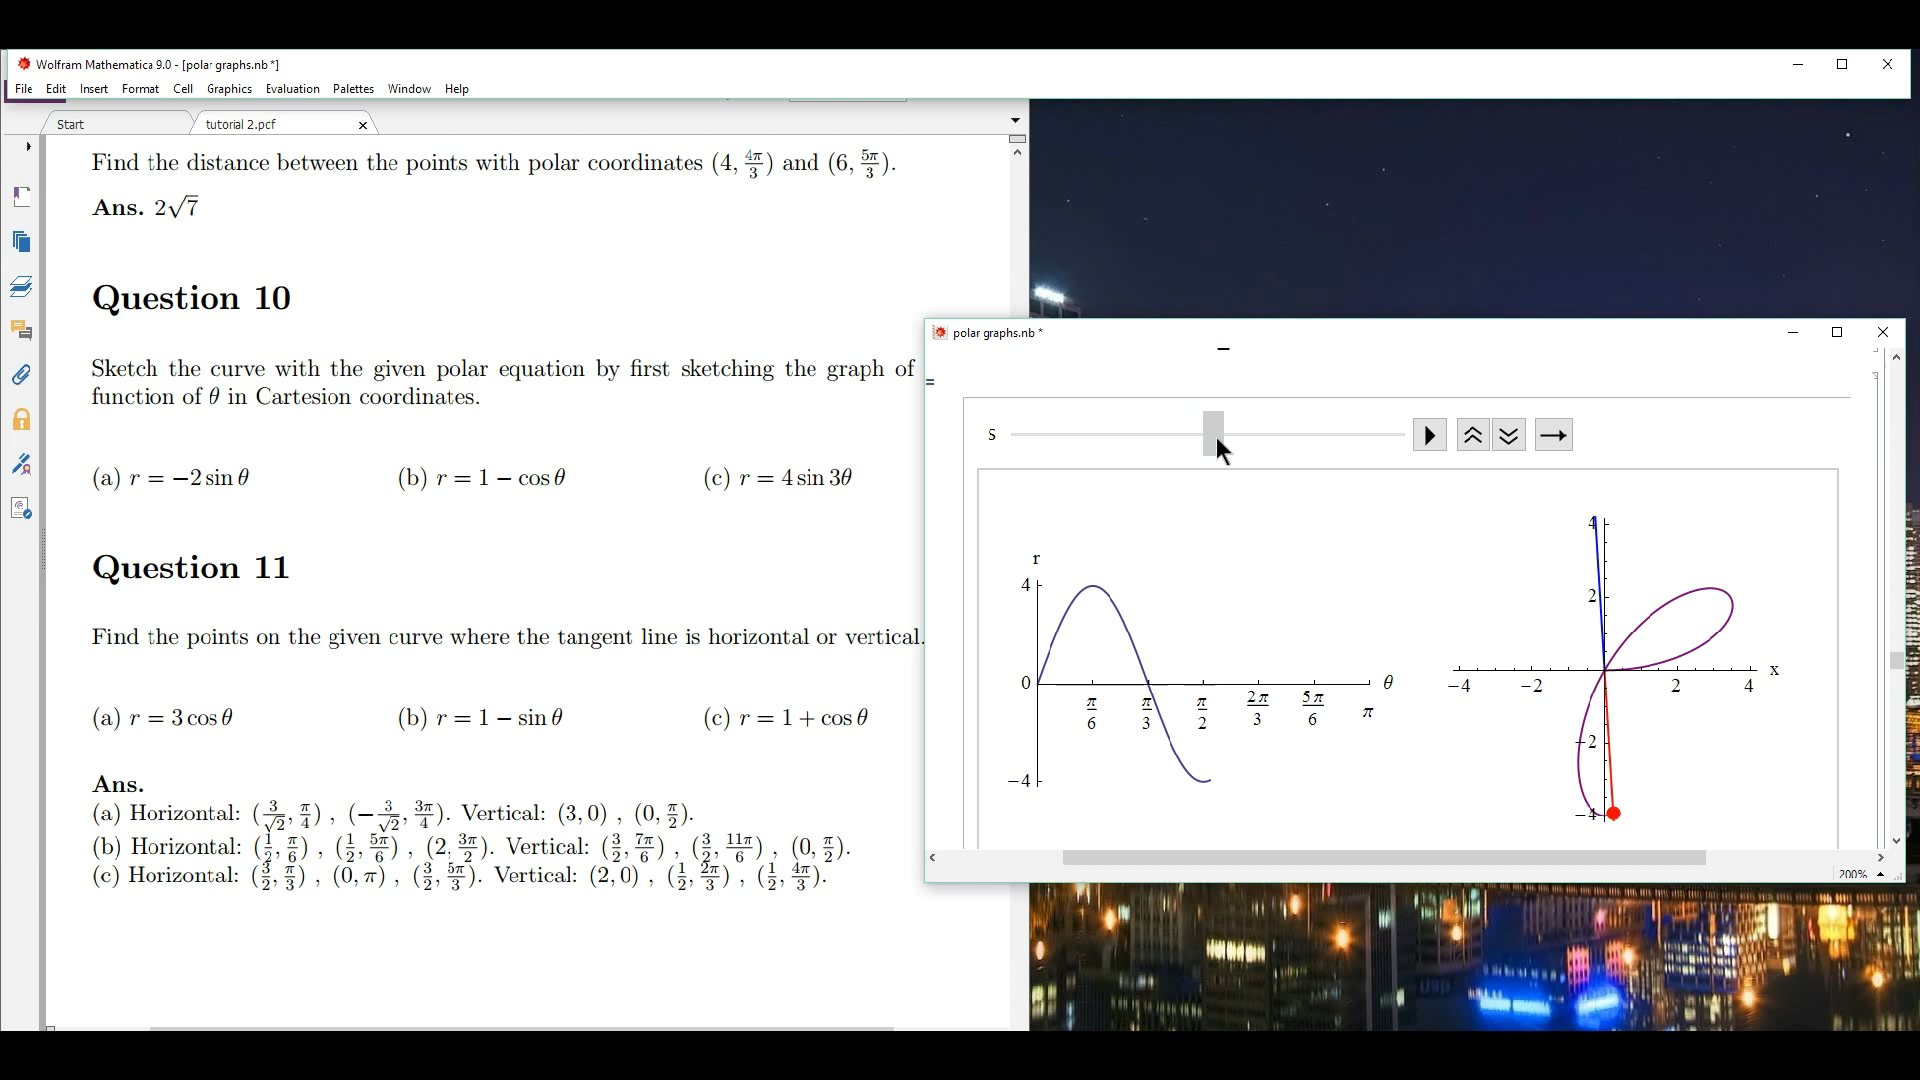 Wolfram Mathematica 9.0 - [polar graphs.nb *]
File Edit Insert Format Cell Graphics Evaluation Palettes Window Help
Start tutorial 2.pdf
Find the distance between the points with polar coordinates (4, 4π/3) and (6, 5π/3).
Ans. 2√7
Question 10
Sketch the curve with the given polar equation by first sketching the graph of
function of θ in Cartesion coordinates.
(a) r = −2 sin θ (b) r = 1 − cos θ (c) r = 4 sin 3θ
Question 11
Find the points on the given curve where the tangent line is horizontal or vertical.
(a) r = 3 cos θ (b) r = 1 − sin θ (c) r = 1 + cos θ
Ans.
(a) Horizontal: (3/√2, π/4) , (−3/√2, 3π/4). Vertical: (3, 0) , (0, π/2).
(b) Horizontal: (1/2, π/6) , (1/2, 5π/6) , (2, 3π/2). Vertical: (3/2, 7π/6) , (3/2, 11π/6) , (0, π/2).
(c) Horizontal: (3/2, π/3) , (0, π) , (3/2, 5π/3). Vertical: (2, 0) , (1/2, 2π/3) , (1/2, 4π/3).
polar graphs.nb *
=
s
r
4
0
−4
π/6 π/3 π/2 2π/3 5π/6 π
θ
4
2
−4 −2 2 4 x
−2
−4
200%